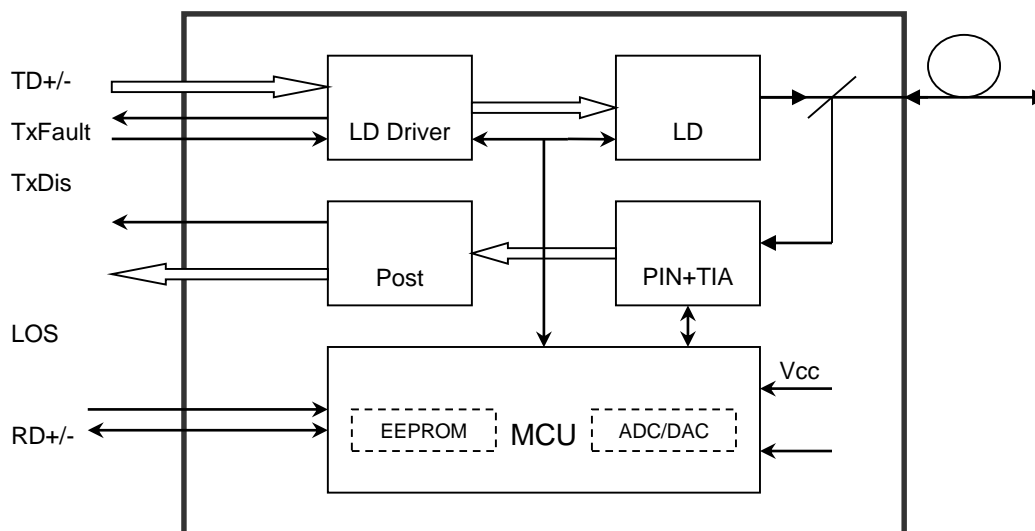 TD+/-
TxFault
LD Driver
LD
TxDis
Post
PIN+TIA
LOS
Vcc
RD+/-
EEPROM
MCU
ADC/DAC